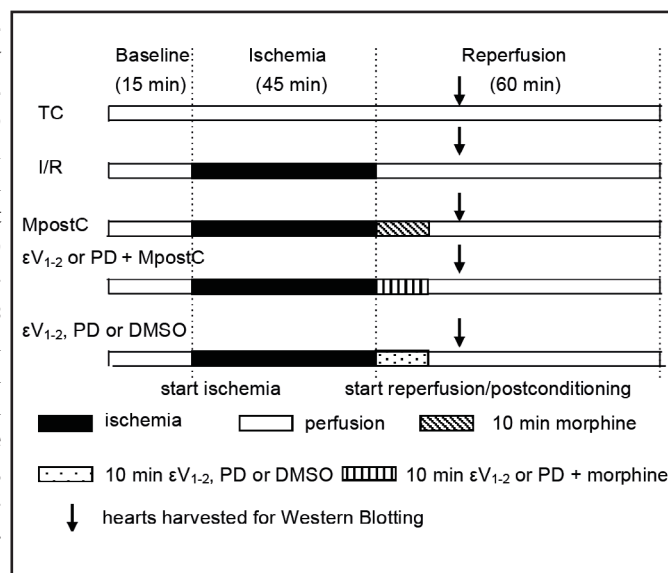 Baseline Ischemia Reperfusion
(15 min) (45 min) (60 min)
TC
I/R
MpostC
εV1-2 or PD + MpostC
εV1-2, PD or DMSO
start ischemia start reperfusion/postconditioning
ischemia perfusion 10 min morphine
10 min εV1-2, PD or DMSO 10 min εV1-2 or PD + morphine
hearts harvested for Western Blotting